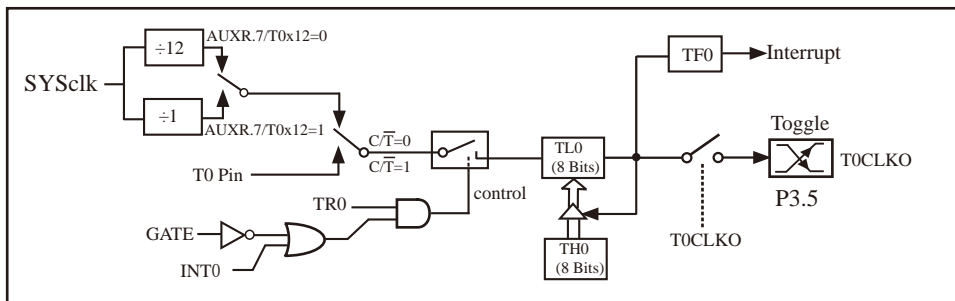 ÷12
AUXR.7/T0x12=0
SYSclk
÷1
AUXR.7/T0x12=1
C/T̅=0
C/T̅=1
T0 Pin
TR0
control
GATE
INT0
TL0
(8 Bits)
TH0
(8 Bits)
TF0
Interrupt
Toggle
T0CLKO
P3.5
T0CLKO